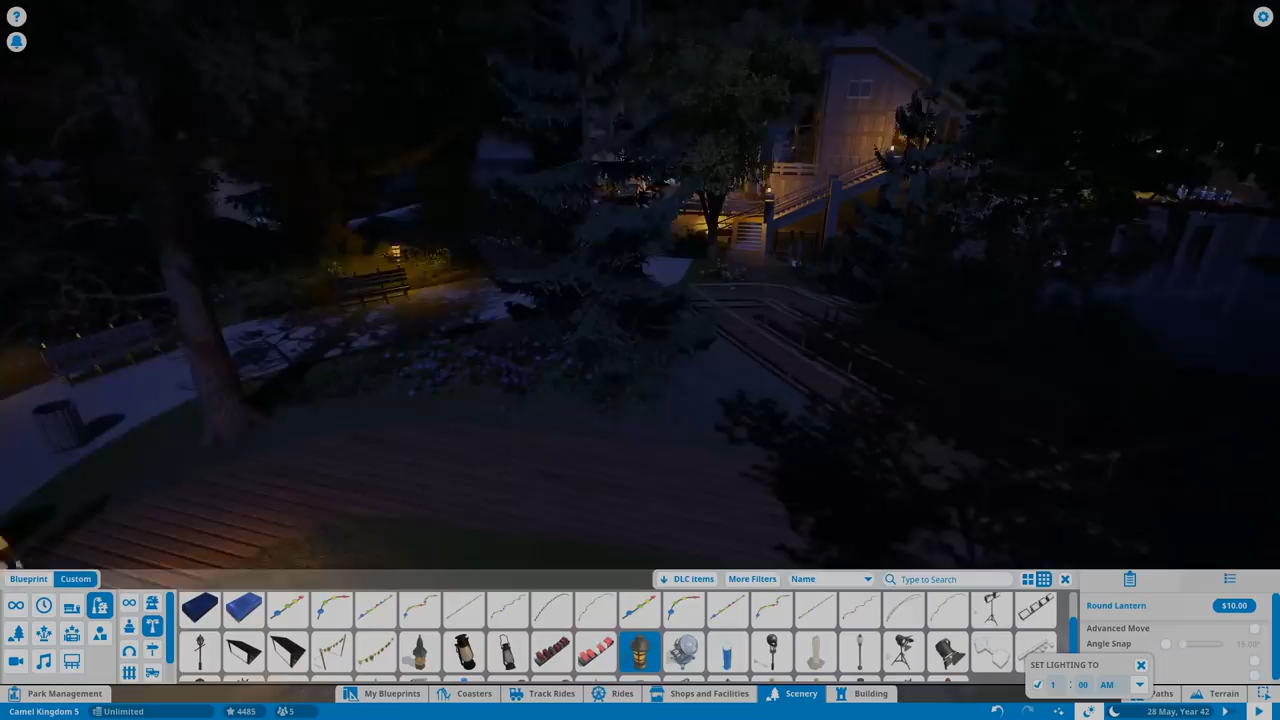 Blueprint Custom
DLC items More Filters Name Type to Search
Round Lantern $10.00
Advanced Move
Angle Snap 15.00°
SET LIGHTING TO
1 : 00 AM
Park Management My Blueprints Coasters Track Rides Rides Shops and Facilities Scenery Building Paths Terrain
Camel Kingdom 5 Unlimited 4485 5 28 May, Year 42